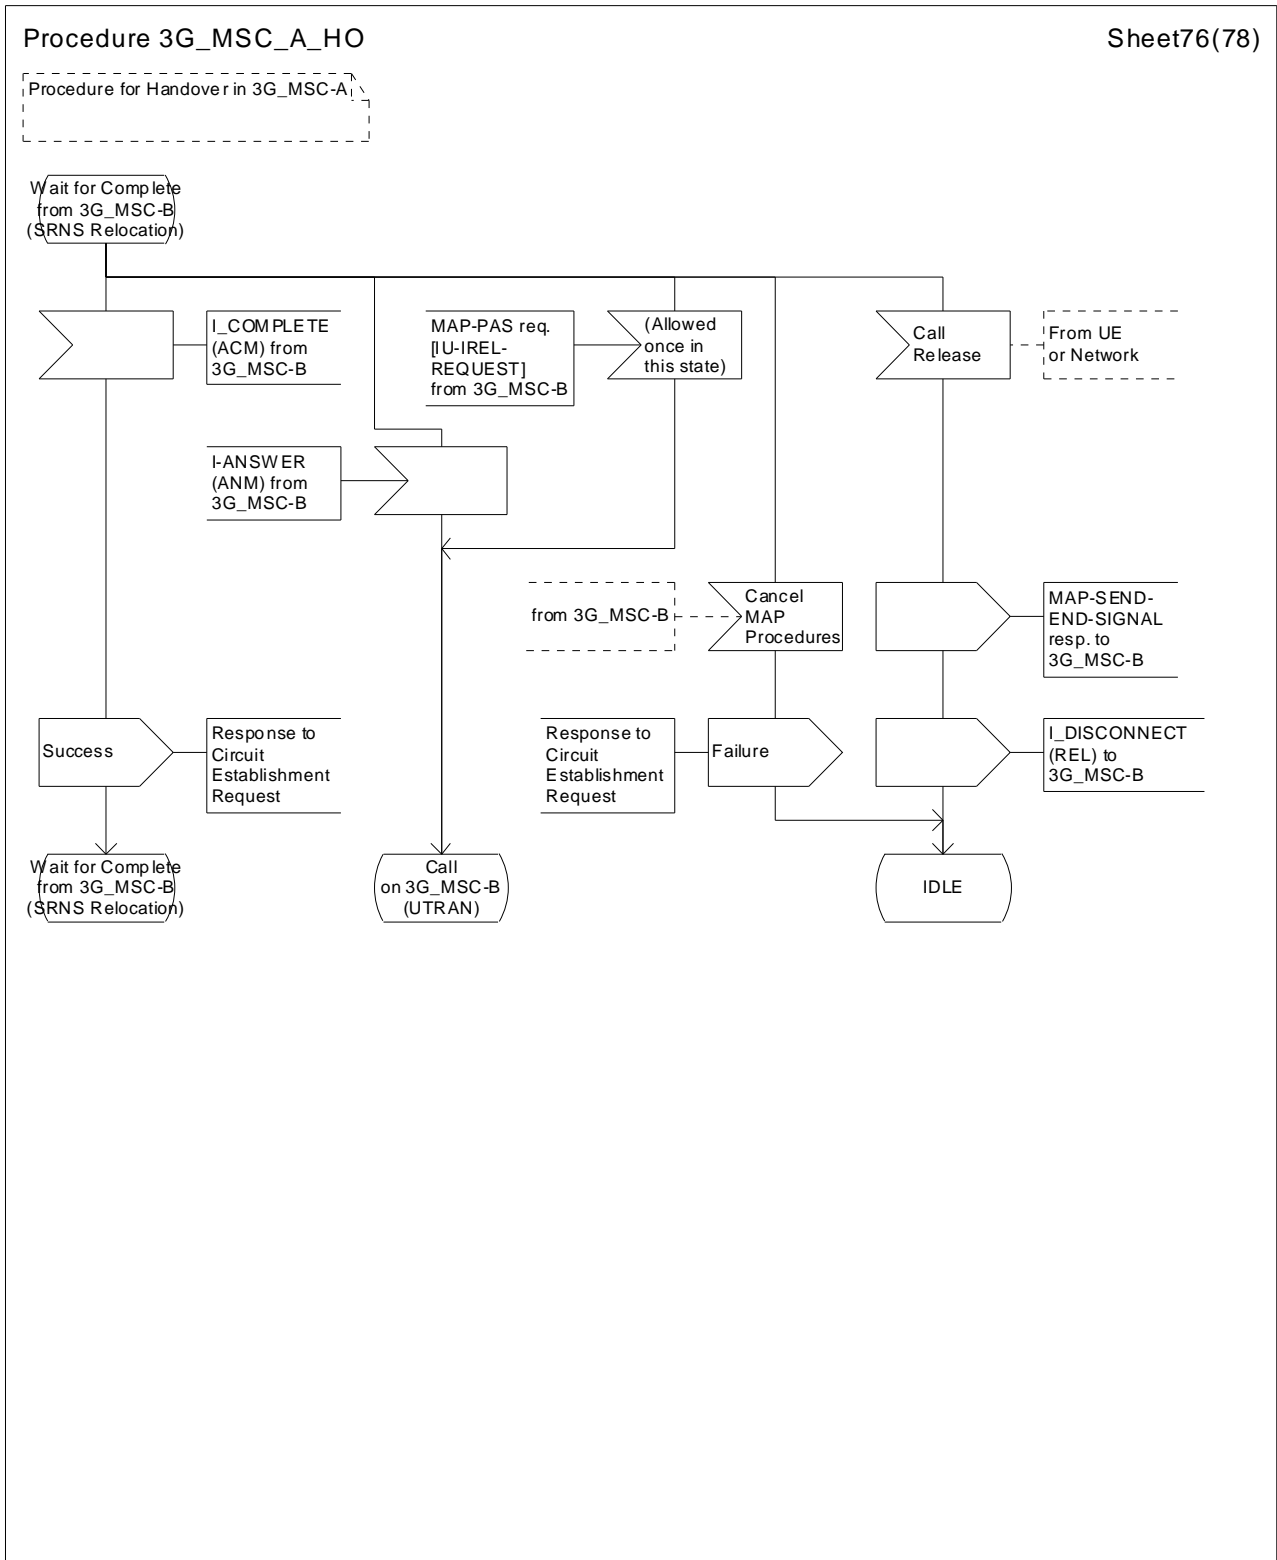 Procedure 3G_MSC_A_HO
Sheet76(78)
Procedure for Handover in 3G_MSC-A
Wait for Complete
from 3G_MSC-B
(SRNS Relocation)
I_COMPLETE
(ACM) from
3G_MSC-B
MAP-PAS req.
[IU-IREL-
REQUEST]
from 3G_MSC-B
(Allowed
once in
this state)
Call
Release
From UE
or Network
I-ANSWER
(ANM) from
3G_MSC-B
from 3G_MSC-B
Cancel
MAP
Procedures
MAP-SEND-
END-SIGNAL
resp. to
3G_MSC-B
Success
Response to
Circuit
Establishment
Request
Response to
Circuit
Establishment
Request
Failure
I_DISCONNECT
(REL) to
3G_MSC-B
Wait for Complete
from 3G_MSC-B
(SRNS Relocation)
Call
on 3G_MSC-B
(UTRAN)
IDLE